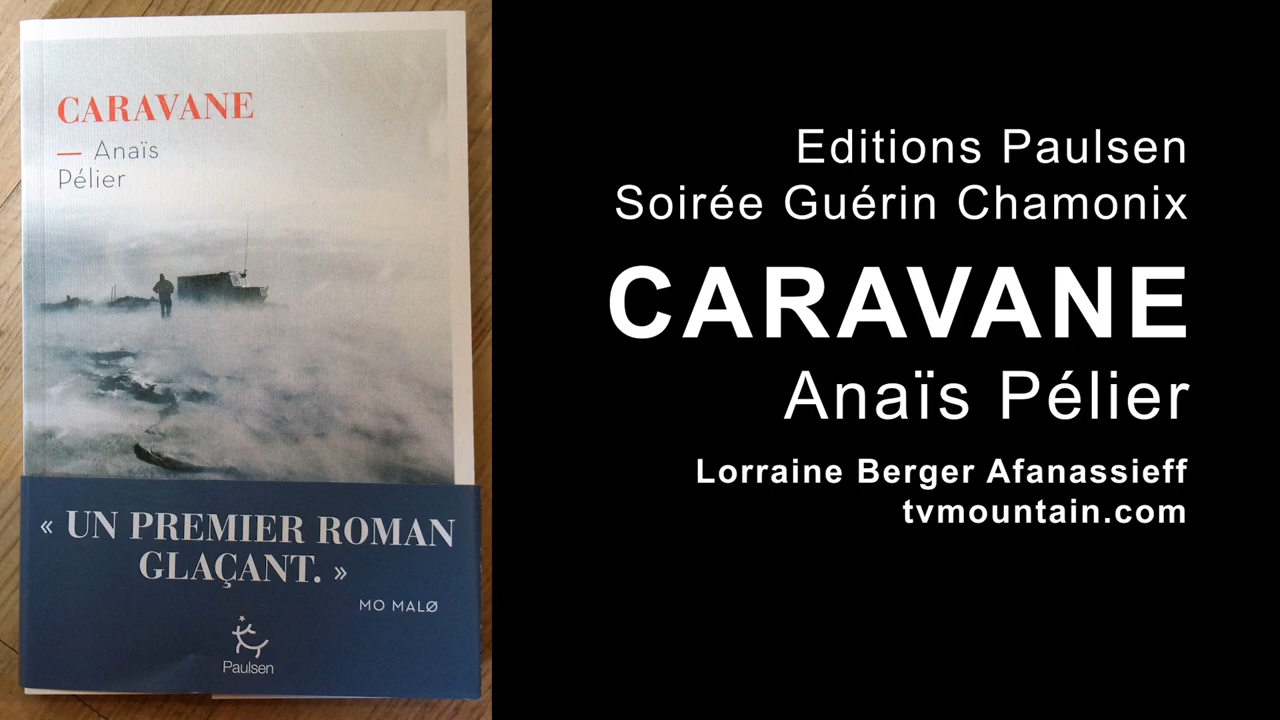 CARAVANE
— Anaïs
Pélier
« UN PREMIER ROMAN
GLAÇANT. »
MO MALØ
Paulsen
Editions Paulsen
Soirée Guérin Chamonix
CARAVANE
Anaïs Pélier
Lorraine Berger Afanassieff
tvmountain.com